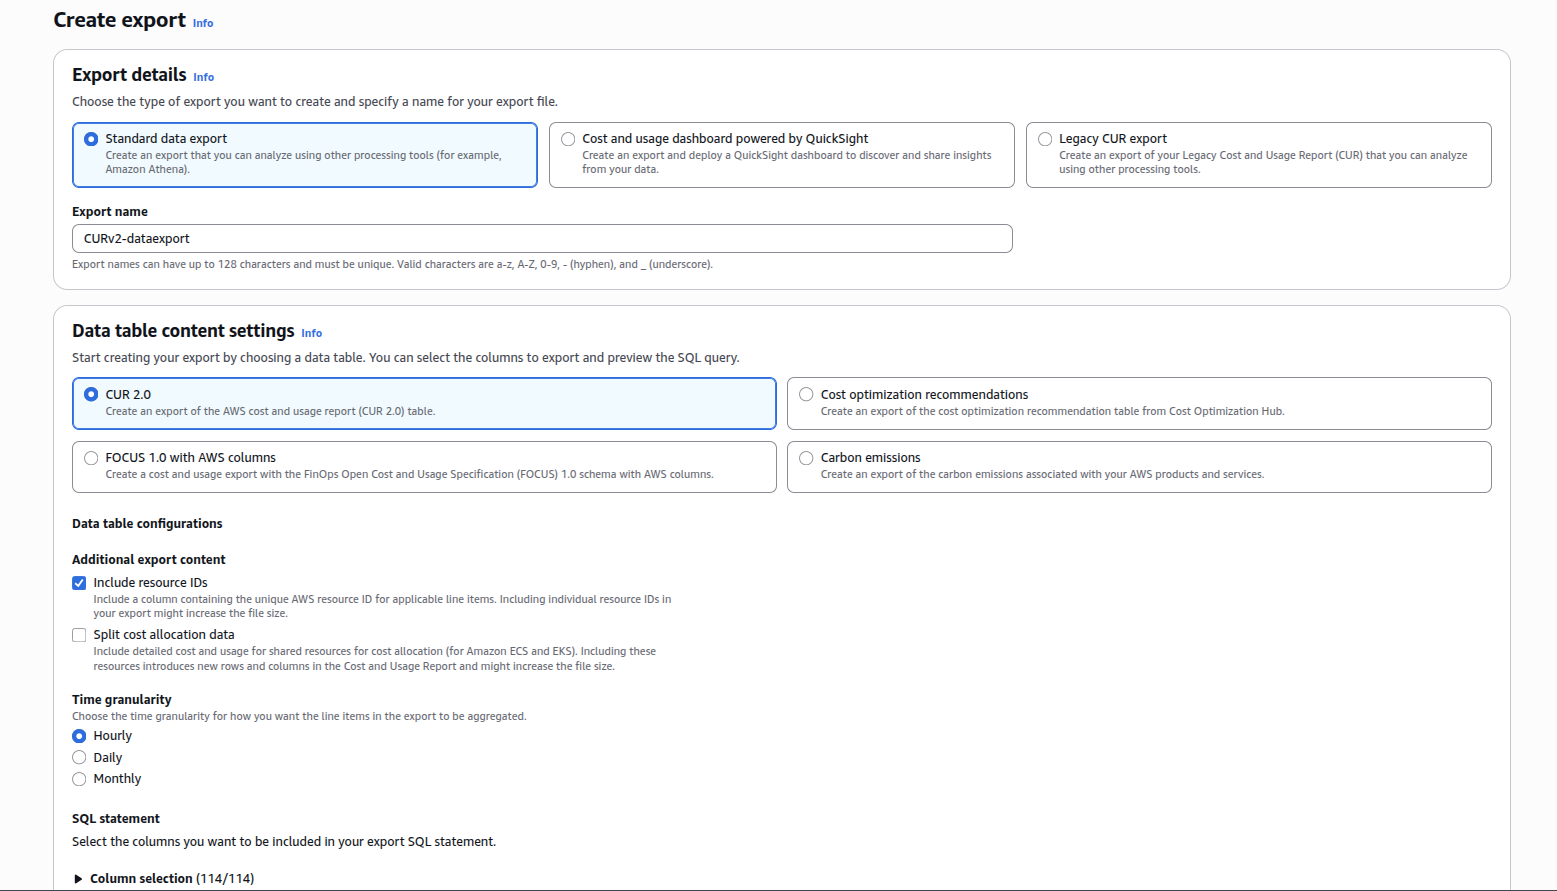 Create export Info
Export details Info
Choose the type of export you want to create and specify a name for your export file.
Standard data export
Create an export that you can analyze using other processing tools (for example,
Amazon Athena).
Cost and usage dashboard powered by QuickSight
Create an export and deploy a QuickSight dashboard to discover and share insights
from your data.
Legacy CUR export
Create an export of your Legacy Cost and Usage Report (CUR) that you can analyze
using other processing tools.
Export name
CURv2-dataexport
Export names can have up to 128 characters and must be unique. Valid characters are a-z, A-Z, 0-9, - (hyphen), and _ (underscore).
Data table content settings Info
Start creating your export by choosing a data table. You can select the columns to export and preview the SQL query.
CUR 2.0
Create an export of the AWS cost and usage report (CUR 2.0) table.
Cost optimization recommendations
Create an export of the cost optimization recommendation table from Cost Optimization Hub.
FOCUS 1.0 with AWS columns
Create a cost and usage export with the FinOps Open Cost and Usage Specification (FOCUS) 1.0 schema with AWS columns.
Carbon emissions
Create an export of the carbon emissions associated with your AWS products and services.
Data table configurations
Additional export content
Include resource IDs
Include a column containing the unique AWS resource ID for applicable line items. Including individual resource IDs in
your export might increase the file size.
Split cost allocation data
Include detailed cost and usage for shared resources for cost allocation (for Amazon ECS and EKS). Including these
resources introduces new rows and columns in the Cost and Usage Report and might increase the file size.
Time granularity
Choose the time granularity for how you want the line items in the export to be aggregated.
Hourly
Daily
Monthly
SQL statement
Select the columns you want to be included in your export SQL statement.
Column selection (114/114)